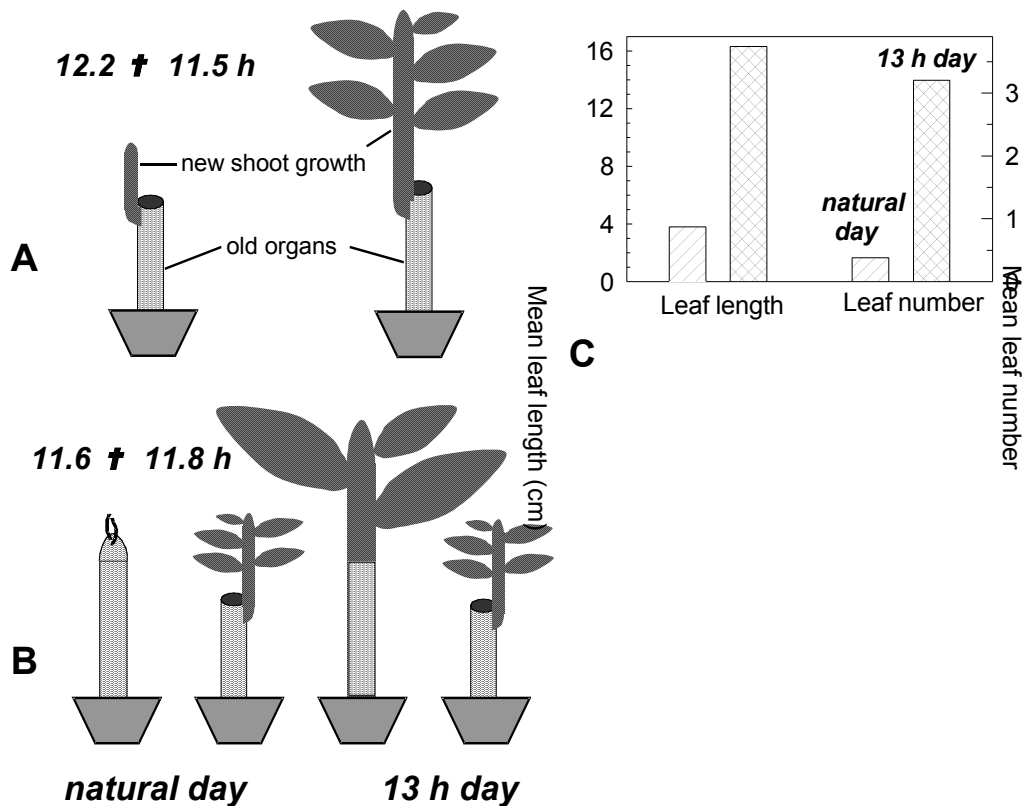 12.2 ✝ 11.5 h
new shoot growth
old organs
A
11.6 ✝ 11.8 h
B
natural day
13 h day
16
12
8
4
0
13 h day
natural
day
3
2
1
Leaf length
Leaf number
Mean leaf length (cm)
Mean leaf number
C